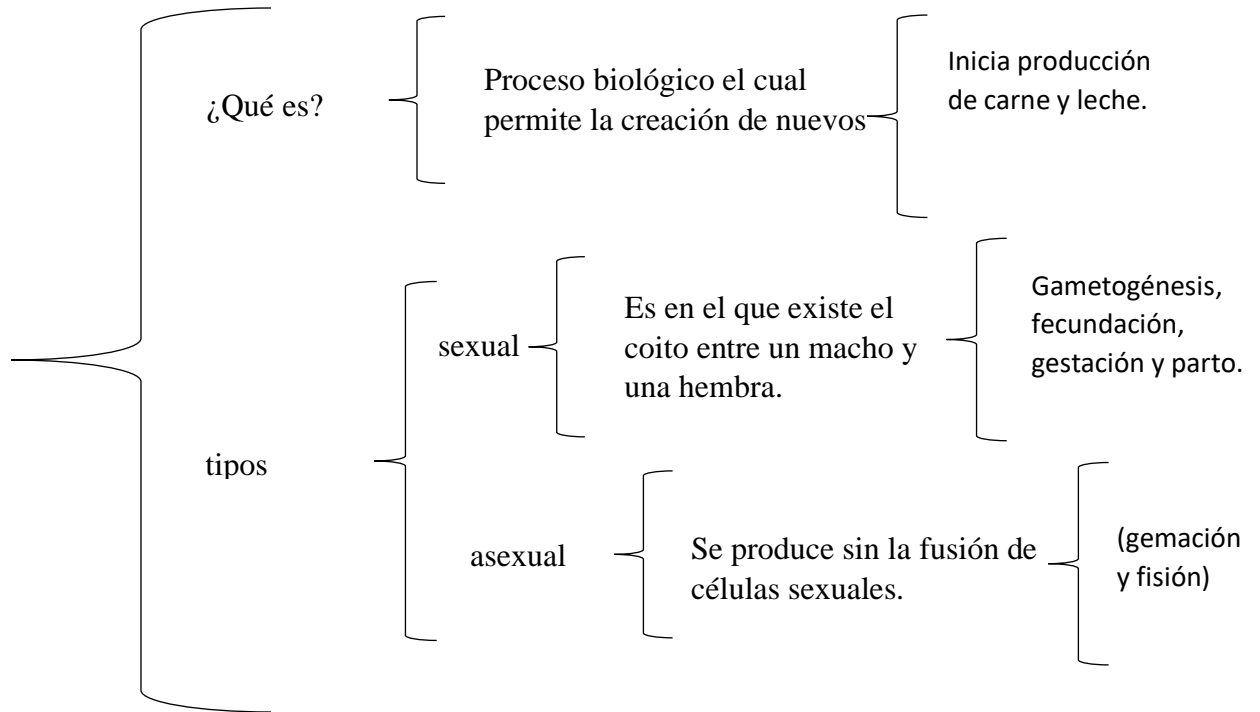 ¿Qué es?
Proceso biológico el cual
permite la creación de nuevos
Inicia producción
de carne y leche.
tipos
sexual
Es en el que existe el
coito entre un macho y
una hembra.
Gametogénesis,
fecundación,
gestación y parto.
asexual
Se produce sin la fusión de
células sexuales.
(gemación
y fisión)